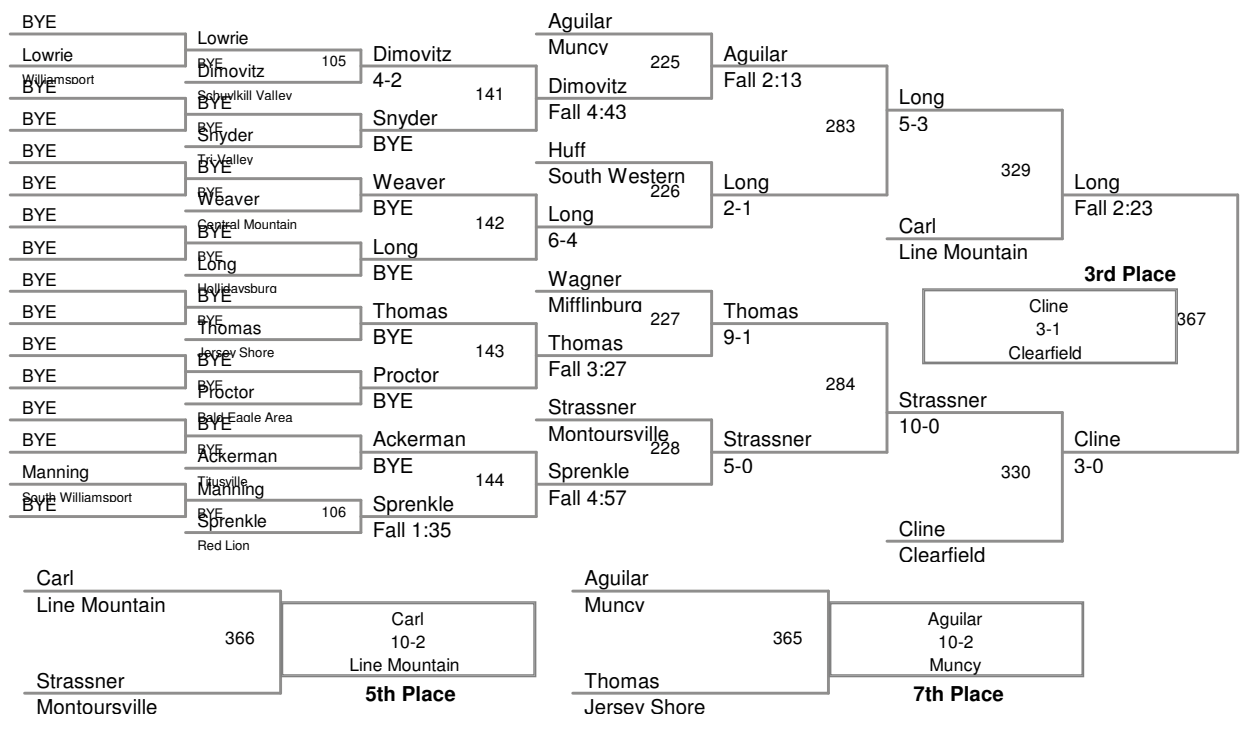 BYE
Lowrie
Williamsport
BYE
BYE
BYE
BYE
BYE
BYE
BYE
BYE
BYE
BYE
BYE
BYE
Manning
South Williamsport
BYE
Lowrie
BYE
105
Dimovitz
Schuylkill Valley
BYE
BYE
Snyder
Tri-Valley
BYE
BYE
Weaver
Central Mountain
BYE
BYE
Long
Hollidaysburg
BYE
BYE
Thomas
Jersey Shore
BYE
BYE
Proctor
Bald Eagle Area
BYE
BYE
Ackerman
Titusville
Manning
BYE
106
Sprenkle
Red Lion
Dimovitz
4-2
141
Snyder
BYE
Weaver
BYE
142
Long
BYE
Thomas
BYE
143
Proctor
BYE
Ackerman
BYE
144
Sprenkle
Fall 1:35
Aguilar
Muncy
225
Dimovitz
Fall 4:43
Huff
South Western
226
Long
6-4
Wagner
Mifflinburg
227
Thomas
Fall 3:27
Strassner
Montoursville
228
Sprenkle
Fall 4:57
Aguilar
Fall 2:13
283
Long
2-1
Thomas
9-1
284
Strassner
5-0
Long
5-3
329
Carl
Line Mountain
Strassner
10-0
330
Cline
Clearfield
Long
Fall 2:23
3rd Place
Cline
3-1
Clearfield
367
Cline
3-0
Carl
Line Mountain
366
Strassner
Montoursville
Carl
10-2
Line Mountain
5th Place
Aguilar
Muncy
365
Thomas
Jersey Shore
Aguilar
10-2
Muncy
7th Place